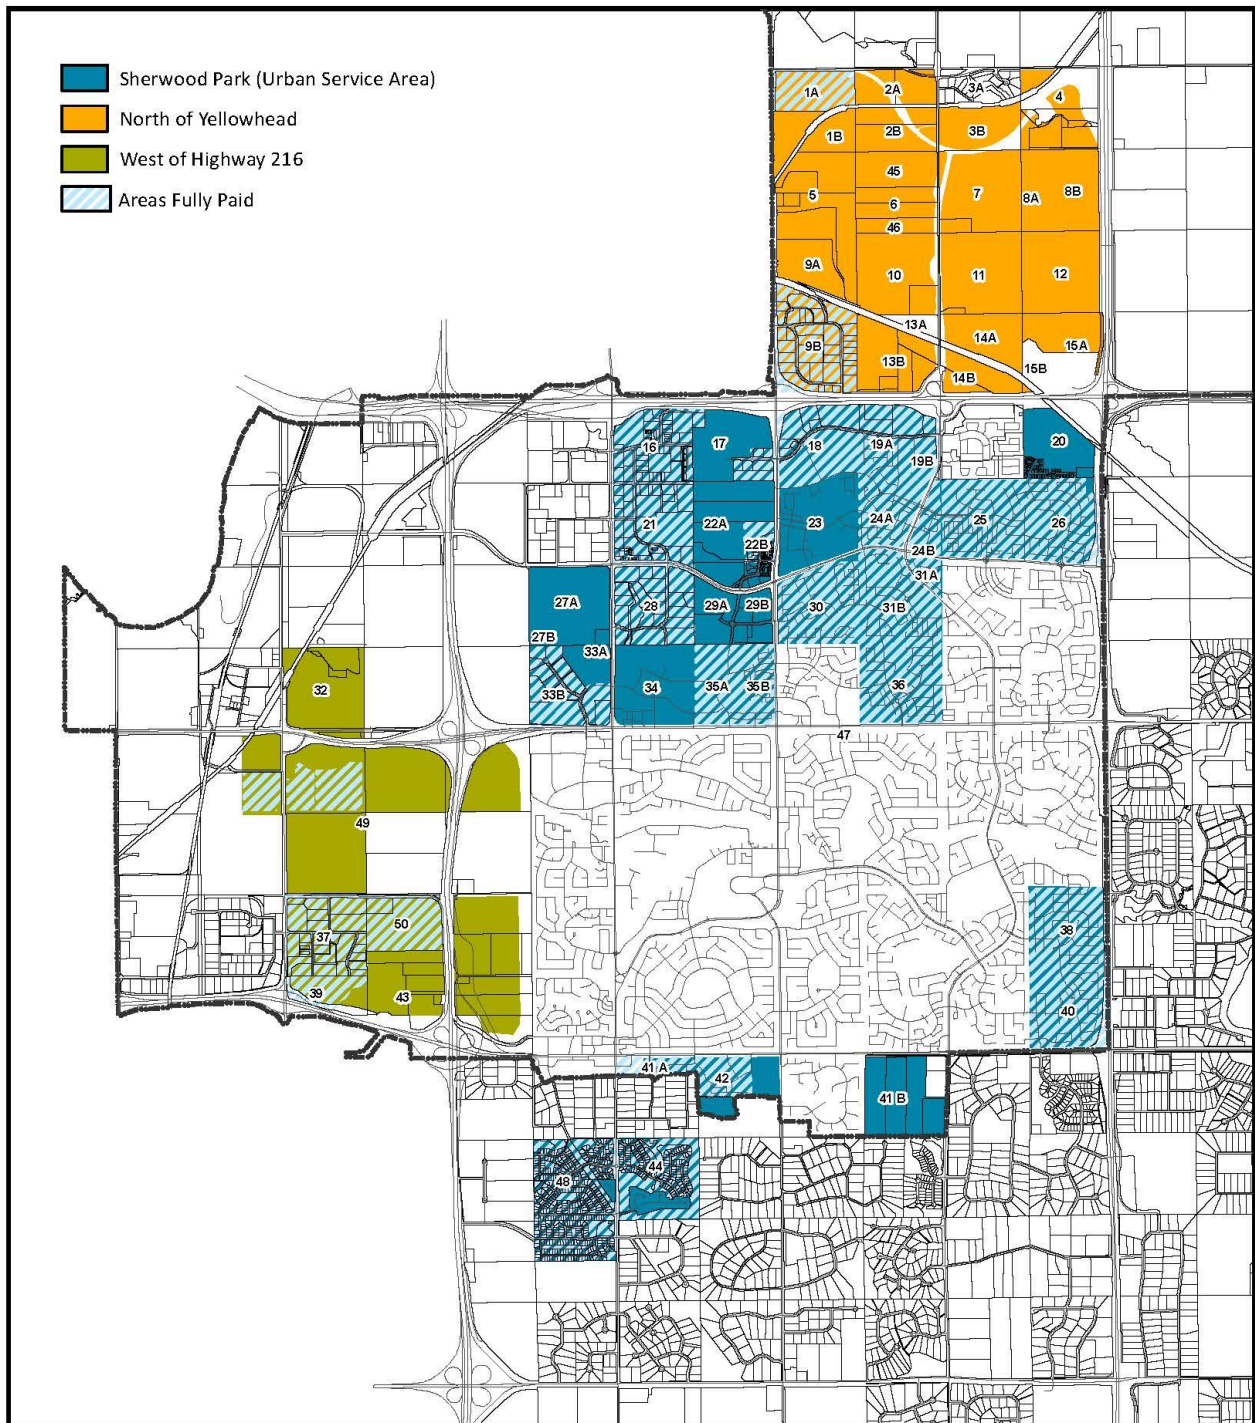 Sherwood Park (Urban Service Area)
North of Yellowhead
West of Highway 216
Areas Fully Paid
1A
2A
3A
4
1B
2B
3B
45
5
6
7
8A
8B
46
9A
10
11
12
13A
9B
13B
14A
14B
15B
15A
16
17
18
19A
19B
20
21
22A
22B
23
24A
24B
25
26
27A
27B
28
29A
29B
30
31A
31B
32
33A
33B
34
35A
35B
36
47
49
37
50
38
39
43
40
41 A
42
41 B
44
48